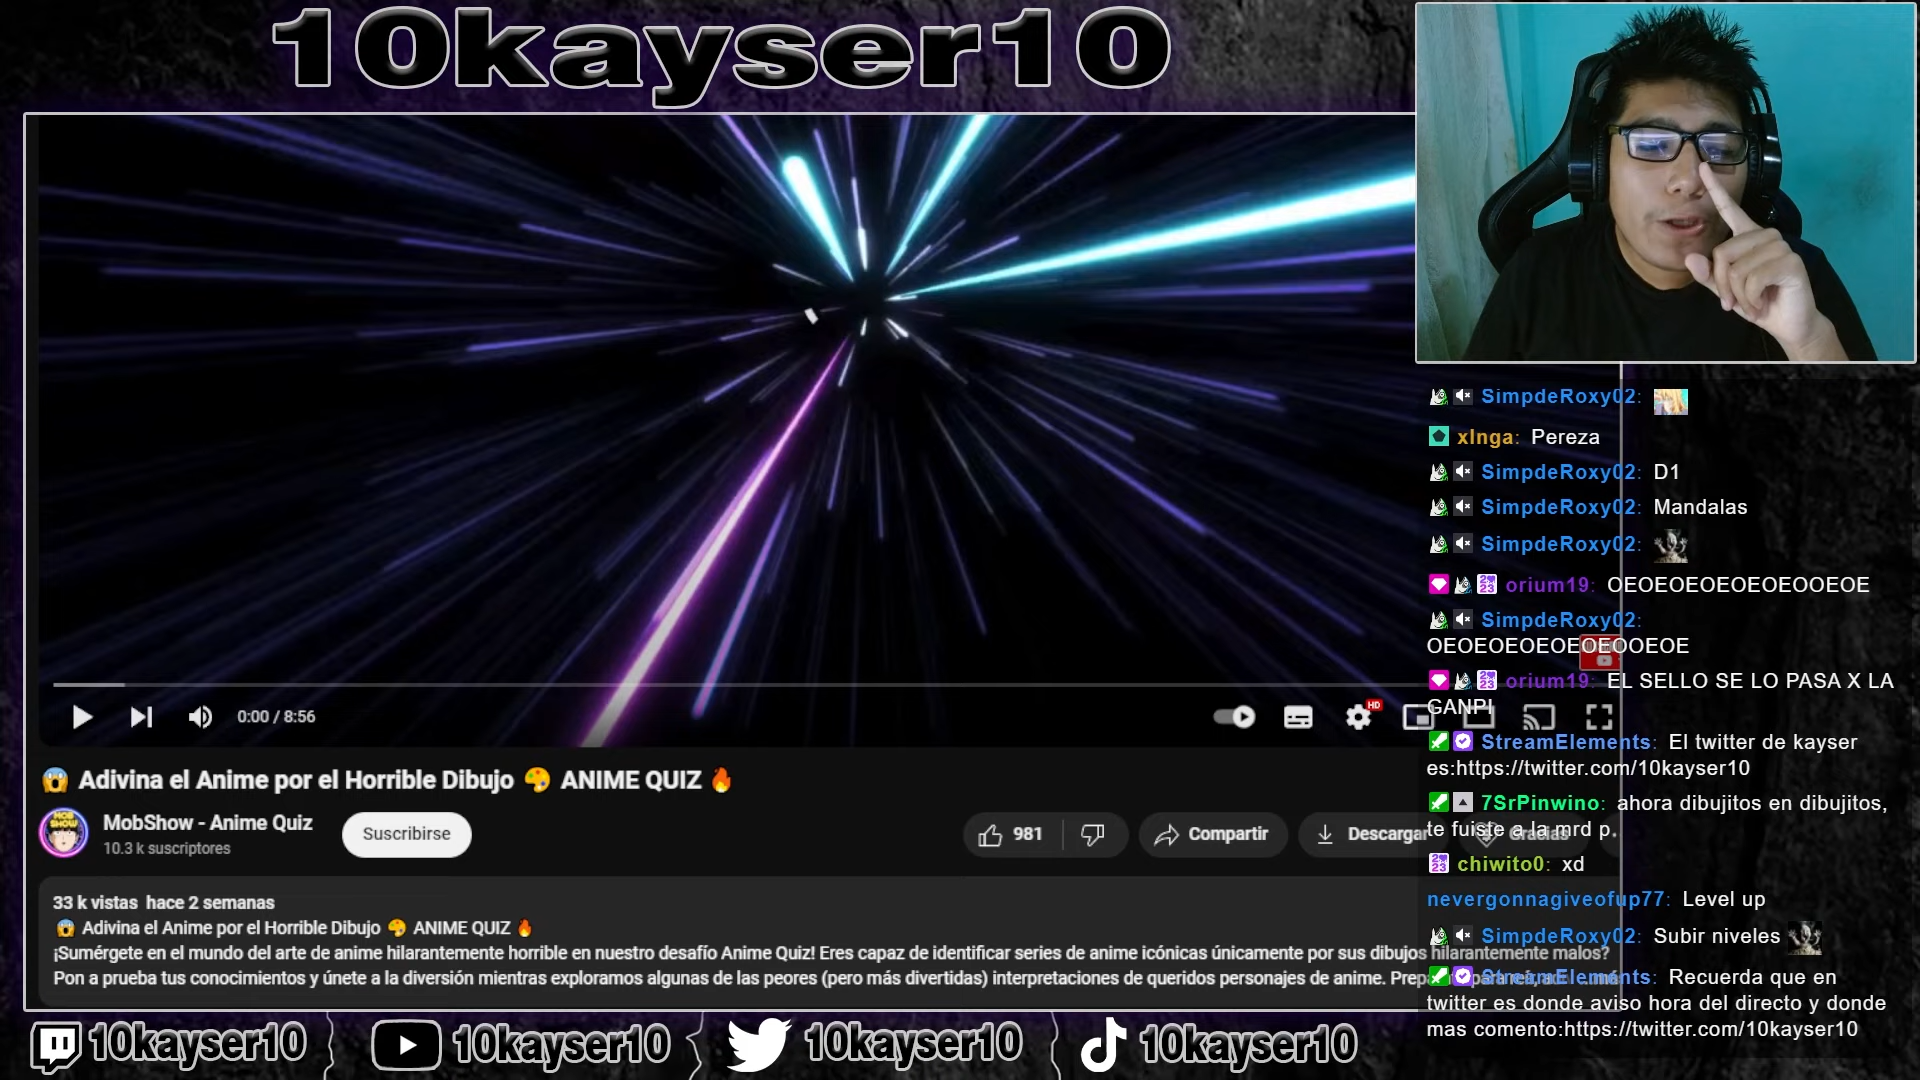 10kayser10
SimpdeRoxy02:
xInga: Pereza
SimpdeRoxy02: D1
SimpdeRoxy02: Mandalas
SimpdeRoxy02:
orium19: OEOEOEOEOEOEOOEOE
SimpdeRoxy02:
OEOEOEOEOEOEOOEOE
orium19: EL SELLO SE LO PASA X LA
GANPI
StreamElements: El twitter de kayser
es:https://twitter.com/10kayser10
7SrPinwino: ahora dibujitos en dibujitos,
te fuiste a la mrd p.
chiwito0: xd
nevergonnagiveofup77: Level up
SimpdeRoxy02: Subir niveles
StreamElements: Recuerda que en
twitter es donde aviso hora del directo y donde
mas comento:https://twitter.com/10kayser10
0:00 / 8:56
HD
😱 Adivina el Anime por el Horrible Dibujo 🎨 ANIME QUIZ 🔥
MOB
SHOW
MobShow - Anime Quiz
10.3 k suscriptores
Suscribirse
981
Compartir
Descargar
Gracias
33 k vistas hace 2 semanas
😱 Adivina el Anime por el Horrible Dibujo 🎨 ANIME QUIZ 🔥
¡Sumérgete en el mundo del arte de anime hilarantemente horrible en nuestro desafío Anime Quiz! Eres capaz de identificar series de anime icónicas únicamente por sus dibujos hilarantemente malos?
Pon a prueba tus conocimientos y únete a la diversión mientras exploramos algunas de las peores (pero más divertidas) interpretaciones de queridos personajes de anime.
10kayser10
10kayser10
10kayser10
10kayser10